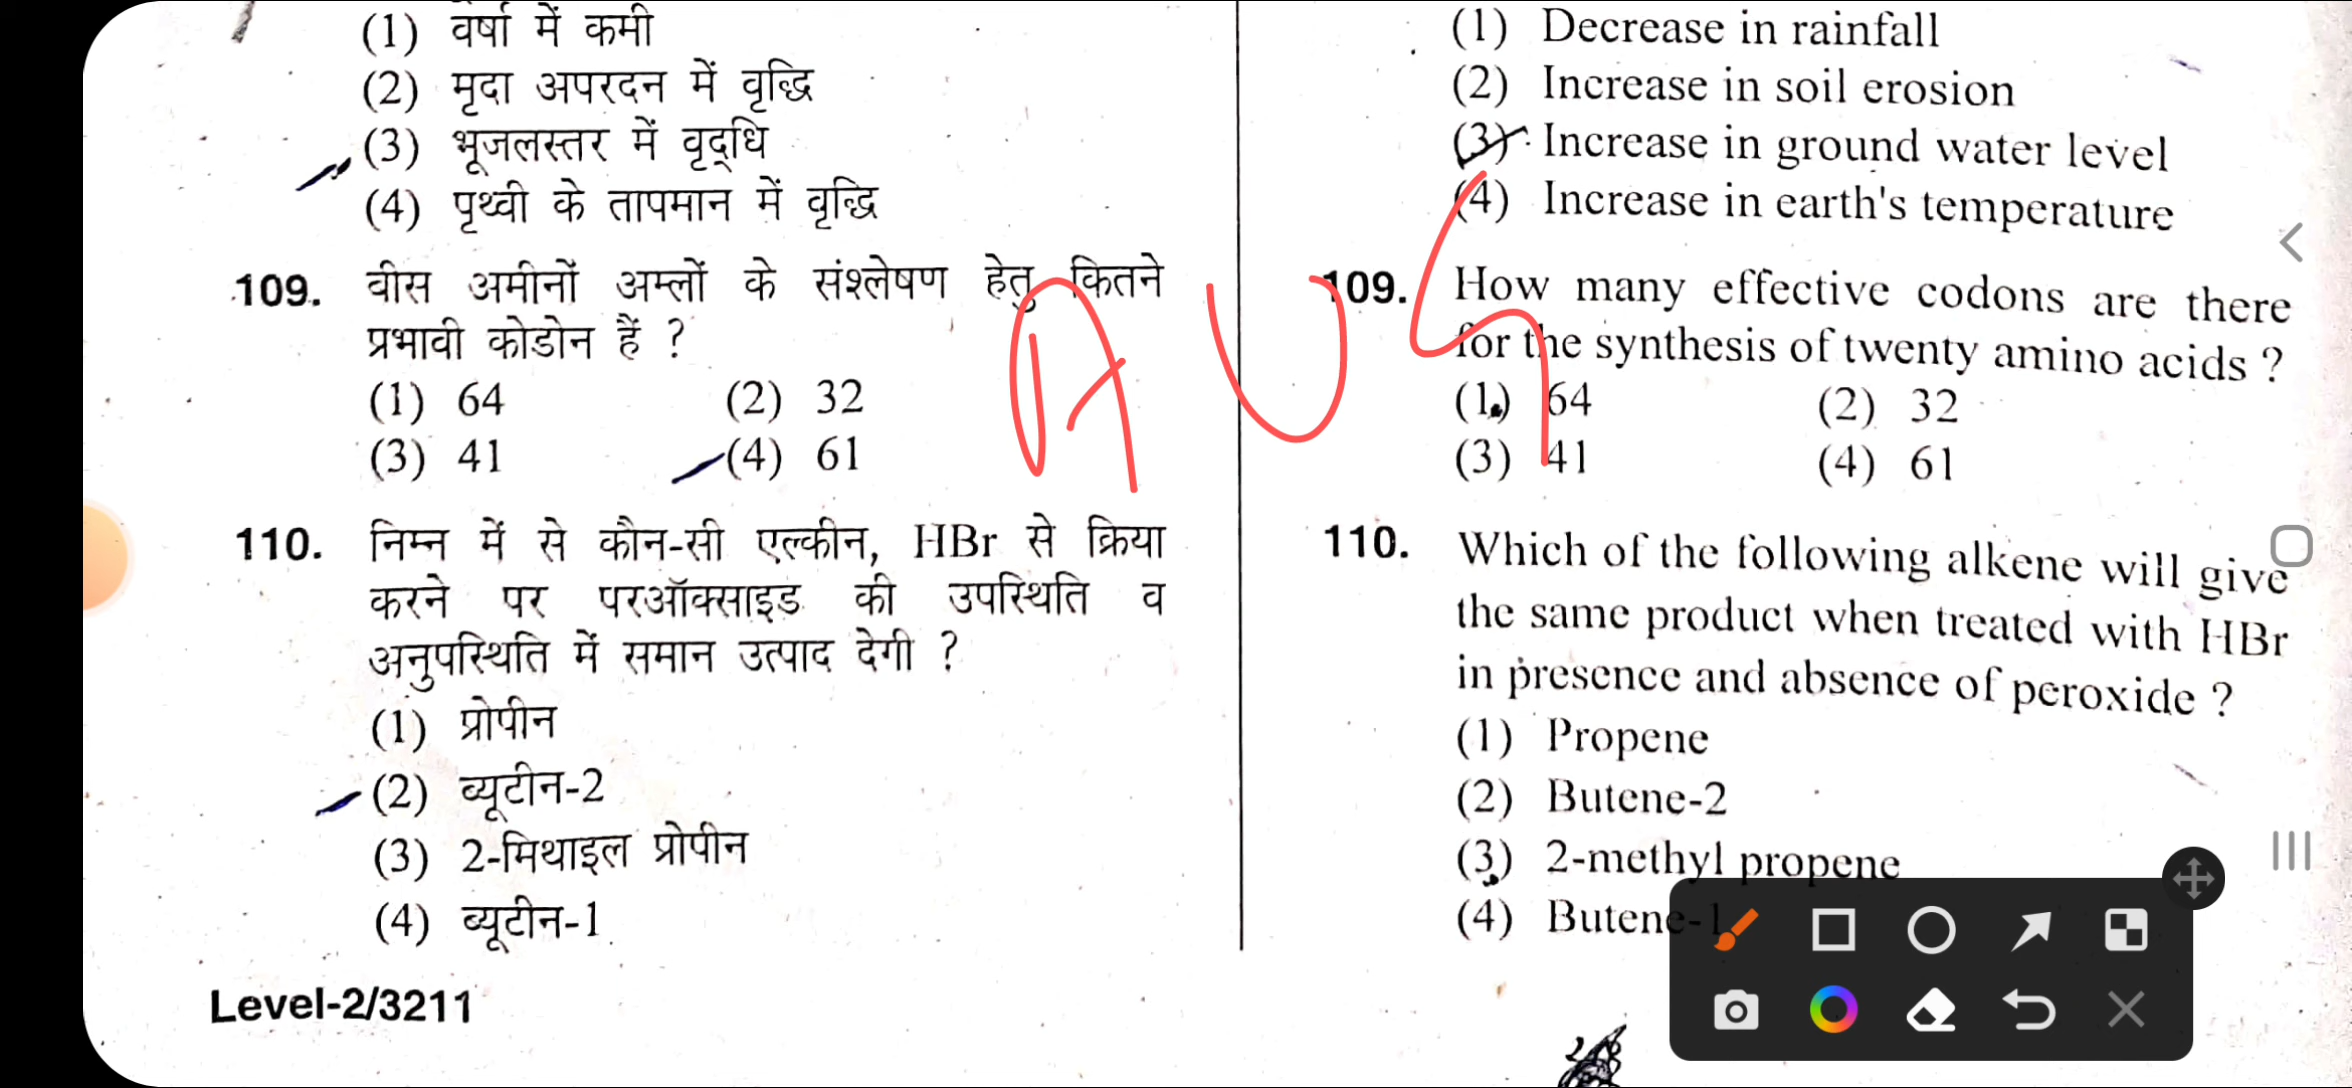 (1) वर्षा में कमी
(2) मृदा अपरदन में वृद्धि
(3) भूजलस्तर में वृद्धि
(4) पृथ्वी के तापमान में वृद्धि
109. वीस अमीनों अम्लों के संश्लेषण हेतु कितने
प्रभावी कोडोन हैं ?
(1) 64 (2) 32
(3) 41 (4) 61
110. निम्न में से कौन-सी एल्कीन, HBr से क्रिया
करने पर परऑक्साइड की उपस्थिति व
अनुपस्थिति में समान उत्पाद देगी ?
(1) प्रोपीन
(2) ब्यूटीन-2
(3) 2-मिथाइल प्रोपीन
(4) ब्यूटीन-1
Level-2/3211
(1) Decrease in rainfall
(2) Increase in soil erosion
(3) Increase in ground water level
(4) Increase in earth's temperature
109. How many effective codons are there
for the synthesis of twenty amino acids ?
(1) 64 (2) 32
(3) 41 (4) 61
110. Which of the following alkene will give
the same product when treated with HBr
in presence and absence of peroxide ?
(1) Propene
(2) Butene-2
(3) 2-methyl propene
(4) Butene-1